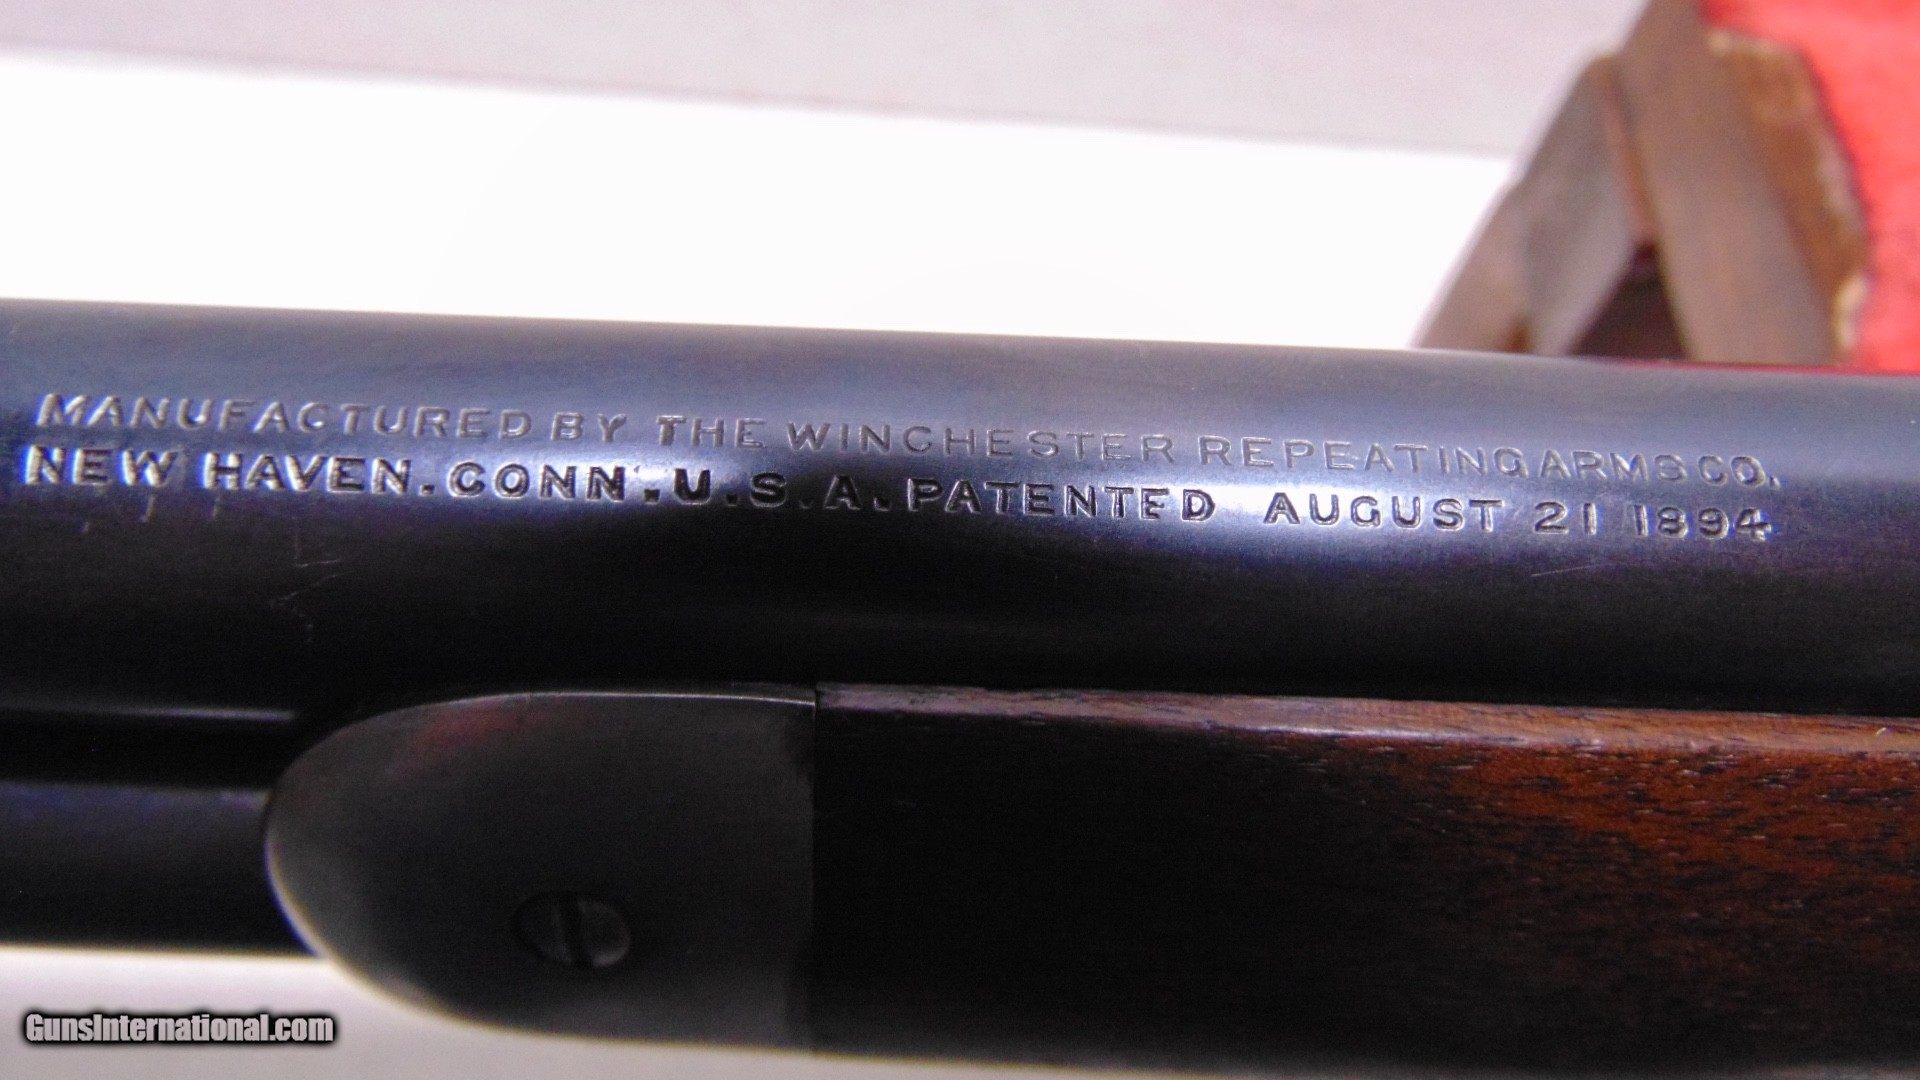 MANUFACTURED BY THE WINCHESTER REPEATING ARMS CO.
NEW HAVEN. CONN. U.S.A. PATENTED AUGUST 21 1894
GunsInternational.com